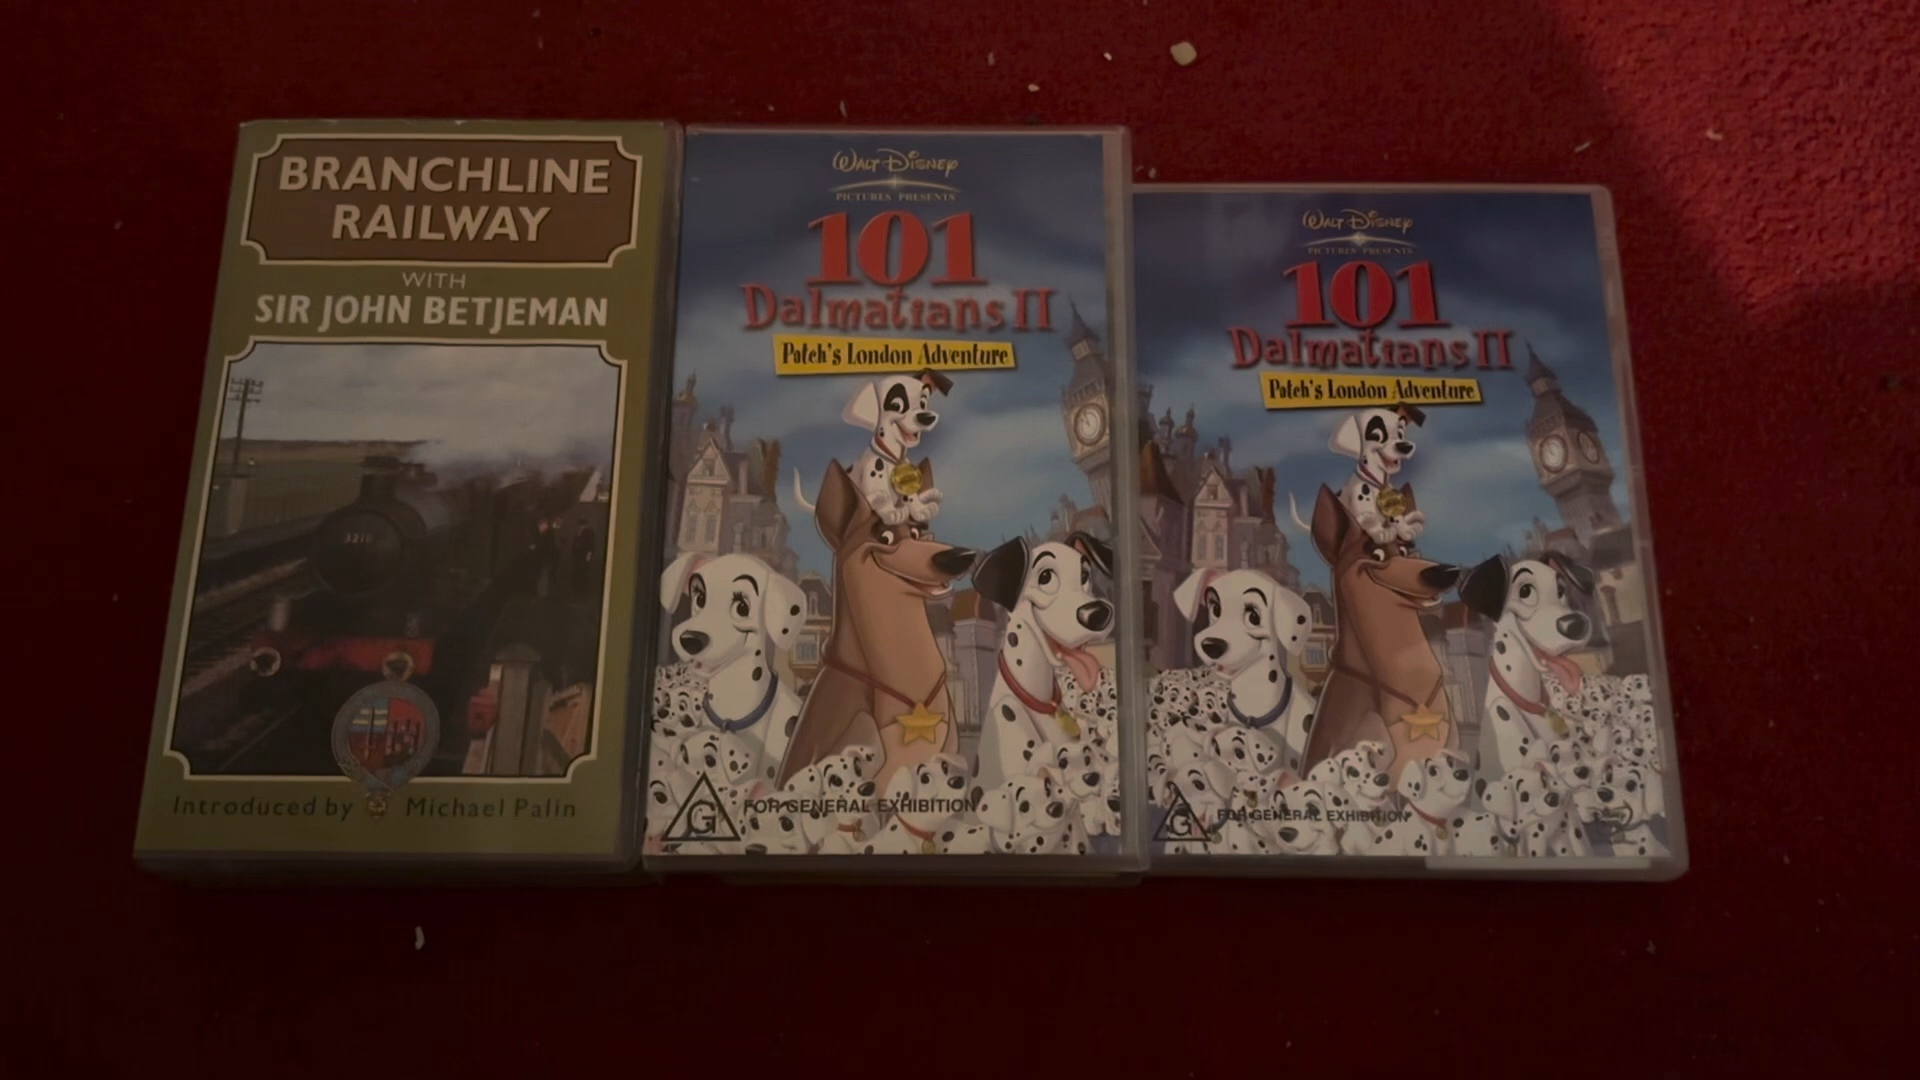 BRANCHLINE
RAILWAY
WITH
SIR JOHN BETJEMAN
3210
Introduced by Michael Palin
WALT DISNEY
PICTURES PRESENTS
101
Dalmatians II
Patch's London Adventure
G FOR GENERAL EXHIBITION
WALT DISNEY
PICTURES PRESENTS
101
Dalmatians II
Patch's London Adventure
G FOR GENERAL EXHIBITION